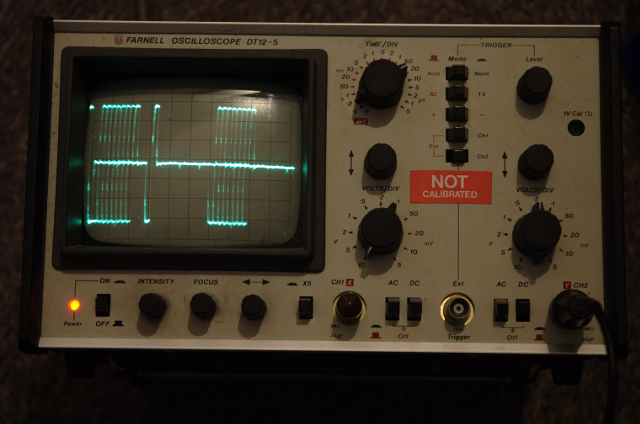 FARNELL OSCILLOSCOPE DT12-5
TIME/DIV
TRIGGER
Mode
Level
Auto
Norm
AC
TV
+
−
Ext
Ch1
Ch2
1V Cal
NOT
CALIBRATED
VOLTS/DIV
VOLTS/DIV
ON
INTENSITY
FOCUS
X5
CH1
AC
DC
Ext
AC
DC
CH2
Power
OFF
Off
Trigger
Off